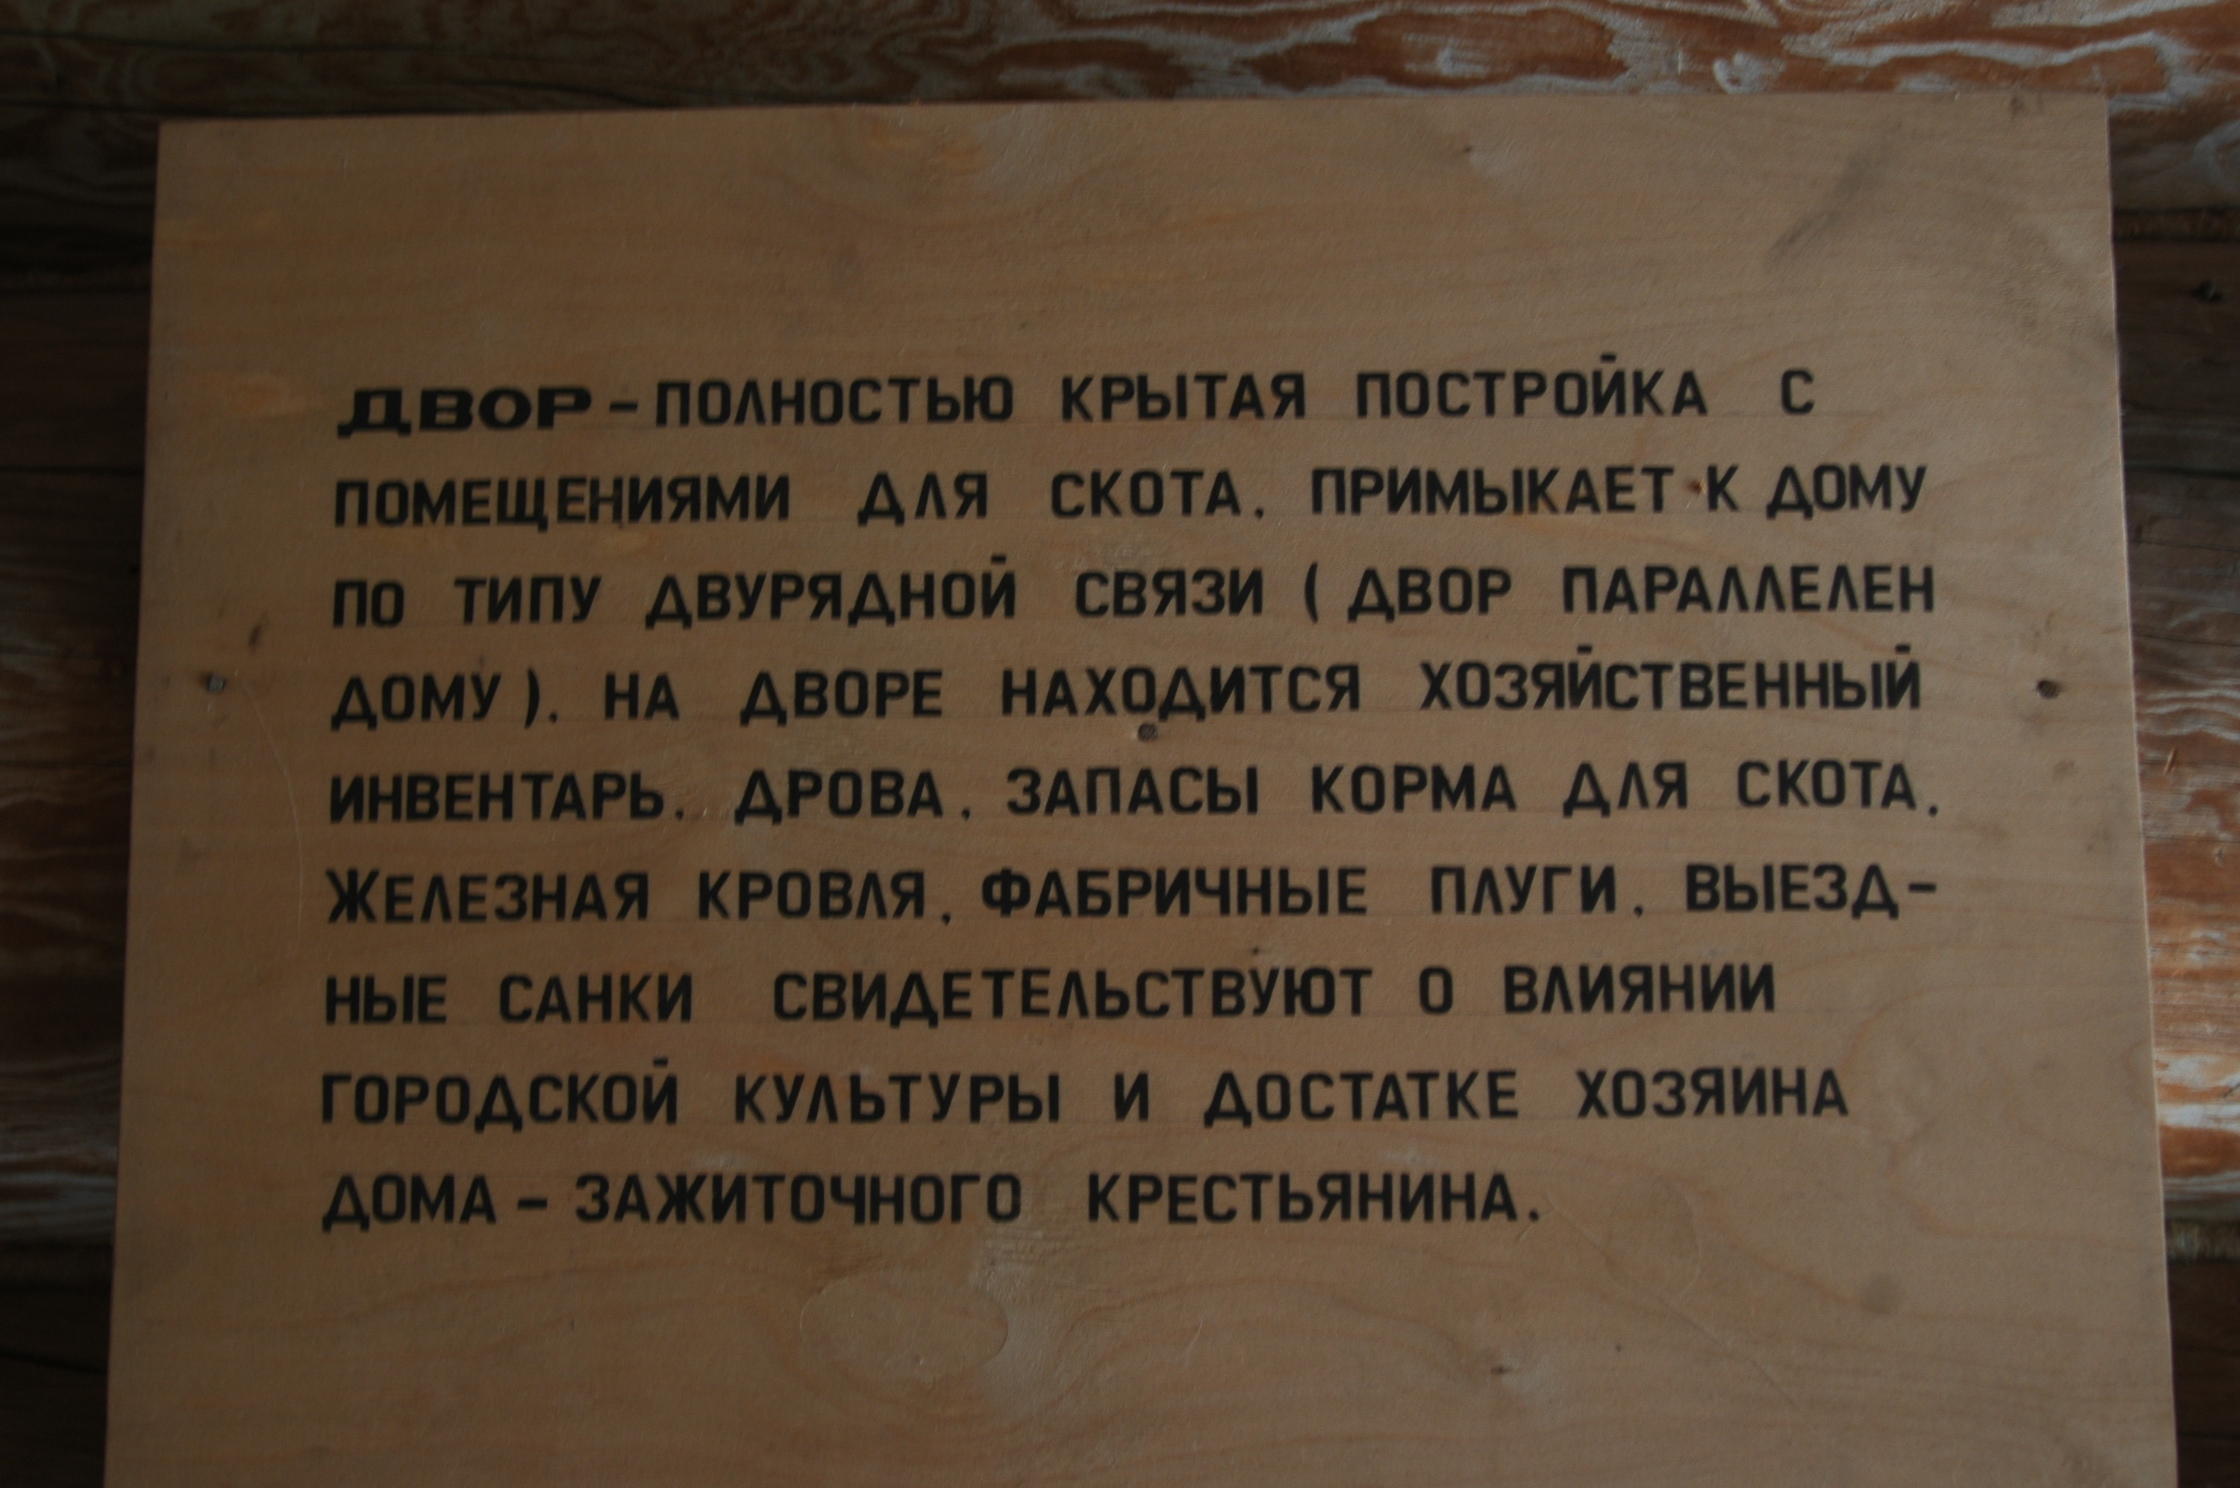 ДВОР – ПОЛНОСТЬЮ КРЫТАЯ ПОСТРОЙКА С
ПОМЕЩЕНИЯМИ ДЛЯ СКОТА. ПРИМЫКАЕТ К ДОМУ
ПО ТИПУ ДВУРЯДНОЙ СВЯЗИ ( ДВОР ПАРАЛЛЕЛЕН
ДОМУ ). НА ДВОРЕ НАХОДИТСЯ ХОЗЯЙСТВЕННЫЙ
ИНВЕНТАРЬ, ДРОВА, ЗАПАСЫ КОРМА ДЛЯ СКОТА.
ЖЕЛЕЗНАЯ КРОВЛЯ, ФАБРИЧНЫЕ ПЛУГИ, ВЫЕЗД–
НЫЕ САНКИ СВИДЕТЕЛЬСТВУЮТ О ВЛИЯНИИ
ГОРОДСКОЙ КУЛЬТУРЫ И ДОСТАТКЕ ХОЗЯИНА
ДОМА – ЗАЖИТОЧНОГО КРЕСТЬЯНИНА.